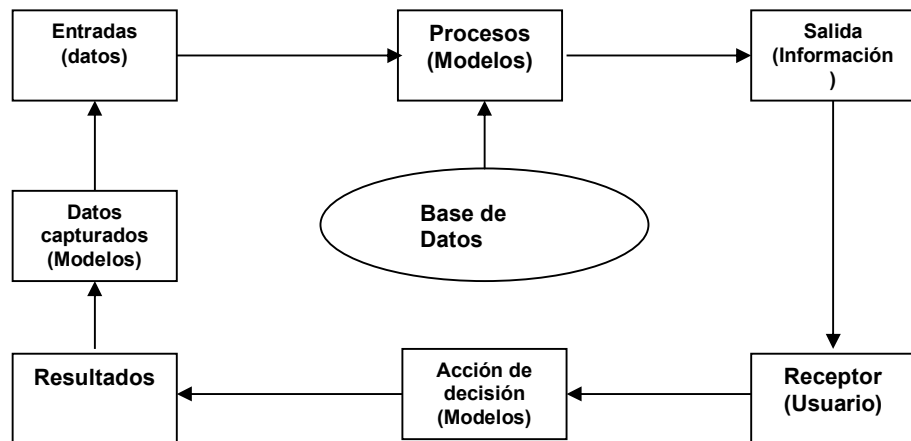 Entradas
(datos)
Procesos
(Modelos)
Salida
(Información
)
Datos
capturados
(Modelos)
Base de
Datos
Resultados
Acción de
decisión
(Modelos)
Receptor
(Usuario)